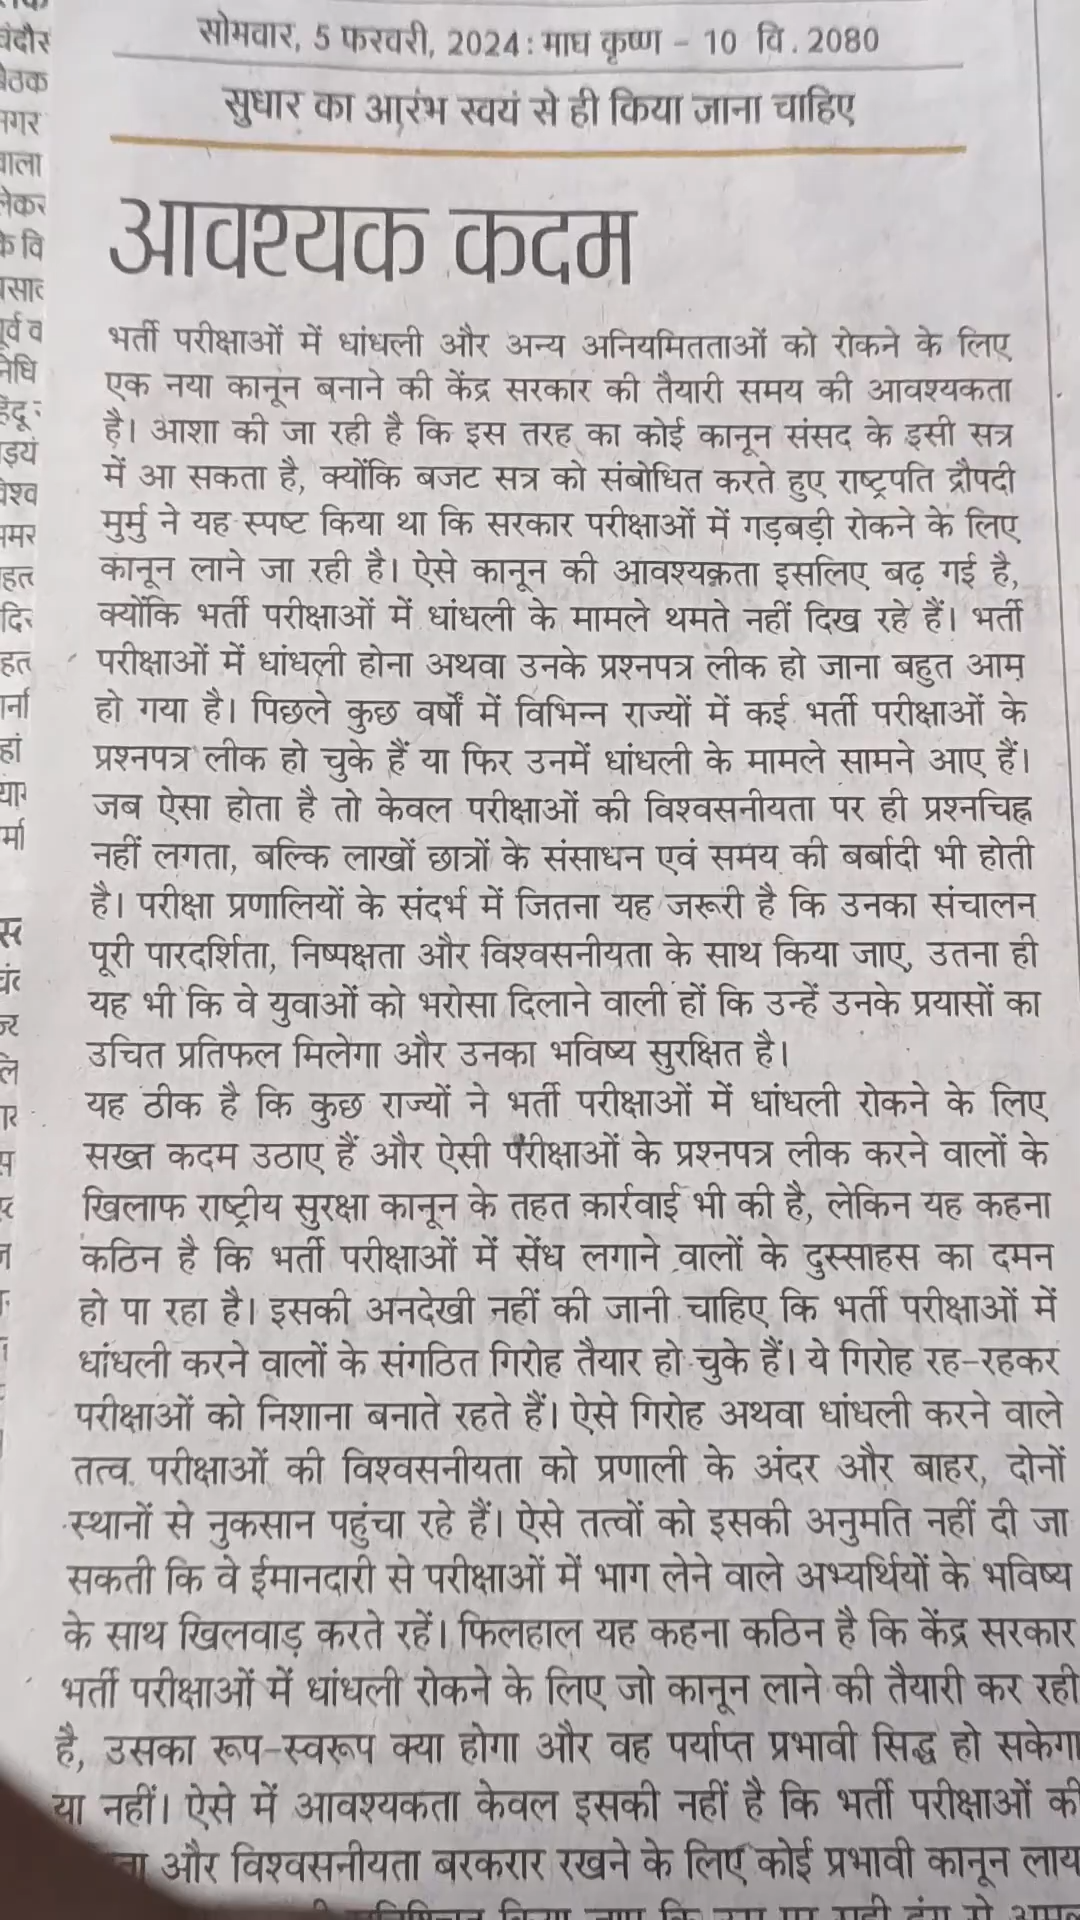 सोमवार, 5 फरवरी, 2024: माघ कृष्ण - 10 वि. 2080
सुधार का आरंभ स्वयं से ही किया जाना चाहिए
आवश्यक कदम
भर्ती परीक्षाओं में धांधली और अन्य अनियमितताओं को रोकने के लिए
एक नया कानून बनाने की केंद्र सरकार की तैयारी समय की आवश्यकता
है। आशा की जा रही है कि इस तरह का कोई कानून संसद के इसी सत्र
में आ सकता है, क्योंकि बजट सत्र को संबोधित करते हुए राष्ट्रपति द्रौपदी
मुर्मु ने यह स्पष्ट किया था कि सरकार परीक्षाओं में गड़बड़ी रोकने के लिए
कानून लाने जा रही है। ऐसे कानून की आवश्यकता इसलिए बढ़ गई है,
क्योंकि भर्ती परीक्षाओं में धांधली के मामले थमते नहीं दिख रहे हैं। भर्ती
परीक्षाओं में धांधली होना अथवा उनके प्रश्नपत्र लीक हो जाना बहुत आम
हो गया है। पिछले कुछ वर्षों में विभिन्न राज्यों में कई भर्ती परीक्षाओं के
प्रश्नपत्र लीक हो चुके हैं या फिर उनमें धांधली के मामले सामने आए हैं।
जब ऐसा होता है तो केवल परीक्षाओं की विश्वसनीयता पर ही प्रश्नचिह्न
नहीं लगता, बल्कि लाखों छात्रों के संसाधन एवं समय की बर्बादी भी होती
है। परीक्षा प्रणालियों के संदर्भ में जितना यह जरूरी है कि उनका संचालन
पूरी पारदर्शिता, निष्पक्षता और विश्वसनीयता के साथ किया जाए, उतना ही
यह भी कि वे युवाओं को भरोसा दिलाने वाली हों कि उन्हें उनके प्रयासों का
उचित प्रतिफल मिलेगा और उनका भविष्य सुरक्षित है।
यह ठीक है कि कुछ राज्यों ने भर्ती परीक्षाओं में धांधली रोकने के लिए
सख्त कदम उठाए हैं और ऐसी परीक्षाओं के प्रश्नपत्र लीक करने वालों के
खिलाफ राष्ट्रीय सुरक्षा कानून के तहत कार्रवाई भी की है, लेकिन यह कहना
कठिन है कि भर्ती परीक्षाओं में सेंध लगाने वालों के दुस्साहस का दमन
हो पा रहा है। इसकी अनदेखी नहीं की जानी चाहिए कि भर्ती परीक्षाओं में
धांधली करने वालों के संगठित गिरोह तैयार हो चुके हैं। ये गिरोह रह-रहकर
परीक्षाओं को निशाना बनाते रहते हैं। ऐसे गिरोह अथवा धांधली करने वाले
तत्व परीक्षाओं की विश्वसनीयता को प्रणाली के अंदर और बाहर, दोनों
स्थानों से नुकसान पहुंचा रहे हैं। ऐसे तत्वों को इसकी अनुमति नहीं दी जा
सकती कि वे ईमानदारी से परीक्षाओं में भाग लेने वाले अभ्यर्थियों के भविष्य
के साथ खिलवाड़ करते रहें। फिलहाल यह कहना कठिन है कि केंद्र सरकार
भर्ती परीक्षाओं में धांधली रोकने के लिए जो कानून लाने की तैयारी कर रही
है, उसका रूप-स्वरूप क्या होगा और वह पर्याप्त प्रभावी सिद्ध हो सकेगा
या नहीं। ऐसे में आवश्यकता केवल इसकी नहीं है कि भर्ती परीक्षाओं की
और विश्वसनीयता बरकरार रखने के लिए कोई प्रभावी कानून